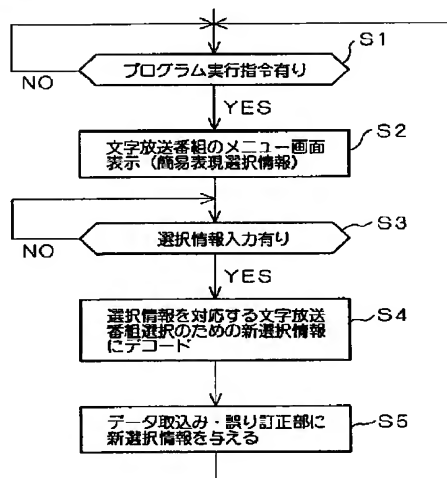 S1
プログラム実行指令有り
NO
YES
S2
文字放送番組のメニュー画面
表示（簡易表現選択情報）
S3
選択情報入力有り
NO
YES
S4
選択情報を対応する文字放送
番組選択のための新選択情報
にデコード
S5
データ取込み・誤り訂正部に
新選択情報を与える